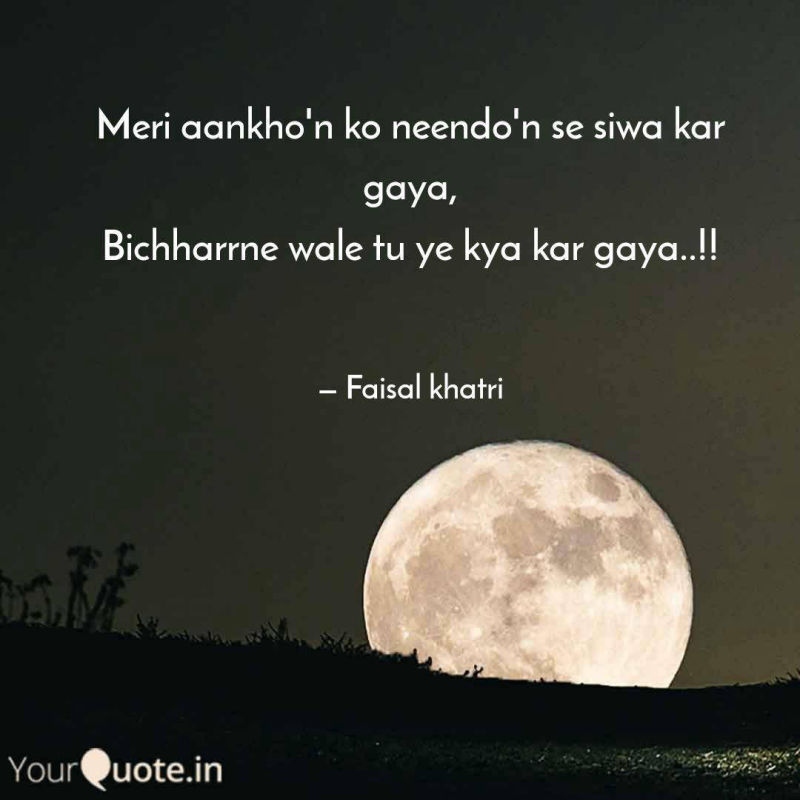 Meri aankho'n ko neendo'n se siwa kar
gaya,
Bichharrne wale tu ye kya kar gaya..!!
– Faisal khatri
YourQuote.in